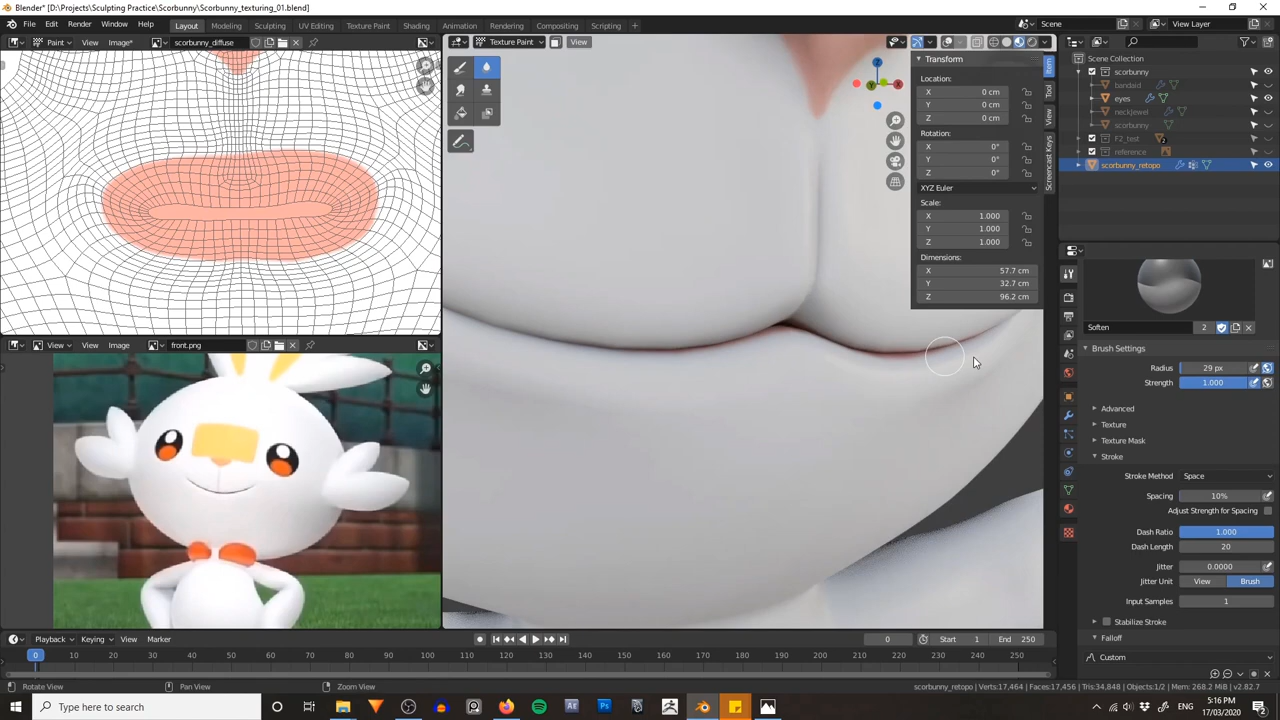 Blender* [D:\Projects\Sculpting Practice\Scorbunny\Scorbunny_texturing_01.blend]
File Edit Render Window Help Layout Modeling Sculpting UV Editing Texture Paint Shading Animation Rendering Compositing Scripting Scene View Layer
Paint View Image* scorbunny_diffuse
Texture Paint View
Transform
Location:
X 0 cm
Y 0 cm
Z 0 cm
Rotation:
X 0°
Y 0°
Z 0°
XYZ Euler
Scale:
X 1.000
Y 1.000
Z 1.000
Dimensions:
X 57.7 cm
Y 32.7 cm
Z 96.2 cm
Item
Tool
View
Screencast Keys
Z
X
Y
Scene Collection
scorbunny
bandaid
eyes
neckJewel
scorbunny
F2_test
2
reference
scorbunny_retopo
View View Image front.png
Soften 2
Brush Settings
Radius 29 px
Strength 1.000
Advanced
Texture
Texture Mask
Stroke
Stroke Method Space
Spacing 10%
Adjust Strength for Spacing
Dash Ratio 1.000
Dash Length 20
Jitter 0.0000
Jitter Unit View Brush
Input Samples 1
Stabilize Stroke
Falloff
Custom
Playback Keying View Marker 0 Start 1 End 250
0 10 20 30 40 50 60 70 80 90 100 110 120 130 140 150 160 170 180 190 200 210 220 230 240 250
Rotate View Pan View Zoom View scorbunny_retopo | Verts:17,464 | Faces:17,456 | Tris:34,848 | Objects:1/2 | Mem: 268.2 MiB | v2.82.7
Type here to search
Ae
Ps
5:16 PM
17/03/2020